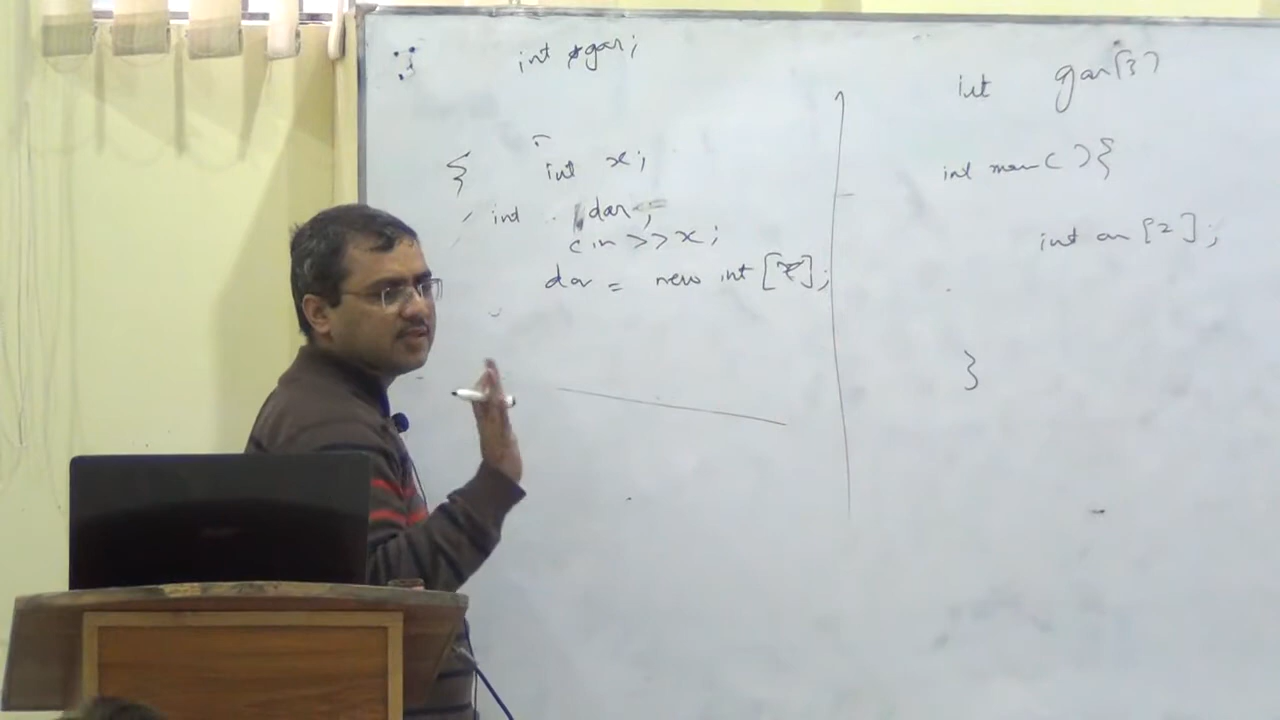 int *gar;
{
int x;
int dar;
cin >> x;
dar = new int [x];
int gar[3]
int main( ){
int arr [2];
}